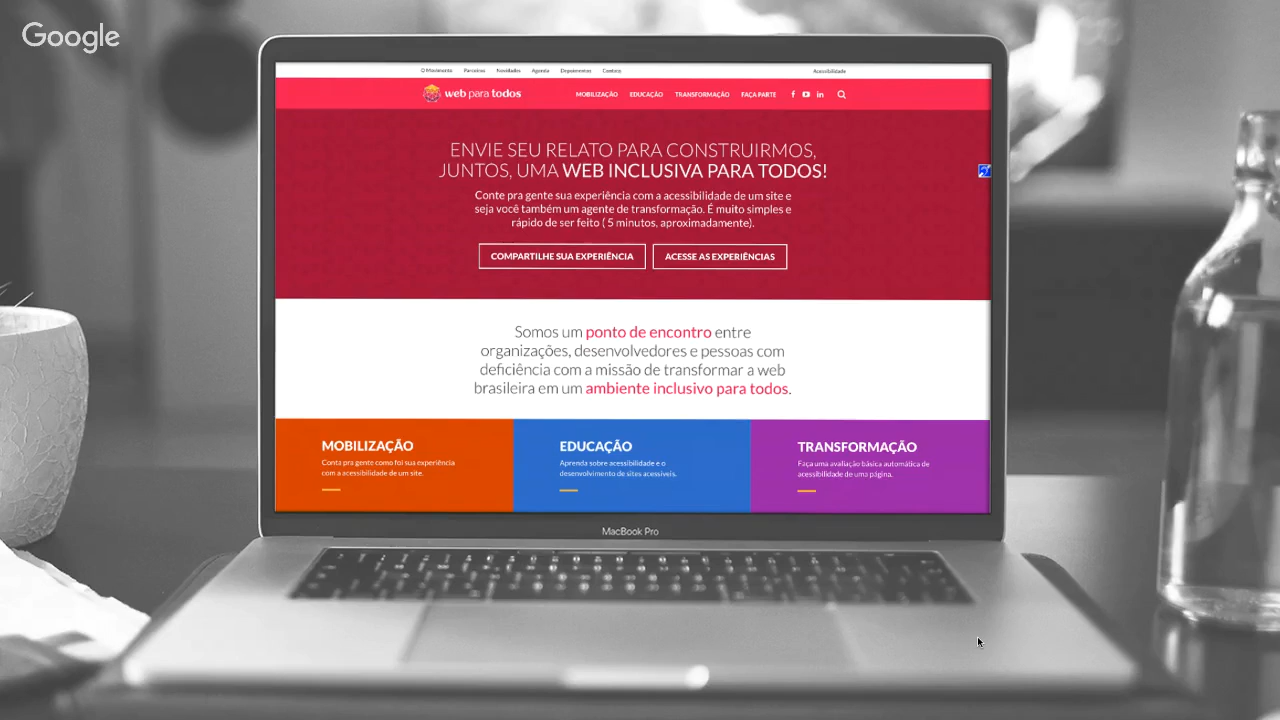 Google
O Movimento Parceiros Novidades Agenda Depoimentos Contato Acessibilidade
web para todos MOBILIZAÇÃO EDUCAÇÃO TRANSFORMAÇÃO FAÇA PARTE
ENVIE SEU RELATO PARA CONSTRUIRMOS,
JUNTOS, UMA WEB INCLUSIVA PARA TODOS!
Conte pra gente sua experiência com a acessibilidade de um site e
seja você também um agente de transformação. É muito simples e
rápido de ser feito ( 5 minutos, aproximadamente).
COMPARTILHE SUA EXPERIÊNCIA ACESSE AS EXPERIÊNCIAS
Somos um ponto de encontro entre
organizações, desenvolvedores e pessoas com
deficiência com a missão de transformar a web
brasileira em um ambiente inclusivo para todos.
MOBILIZAÇÃO
Conta pra gente como foi sua experiência
com a acessibilidade de um site.
EDUCAÇÃO
Aprenda sobre acessibilidade e o
desenvolvimento de sites acessíveis.
TRANSFORMAÇÃO
Faça uma avaliação básica automática de
acessibilidade de uma página.
MacBook Pro